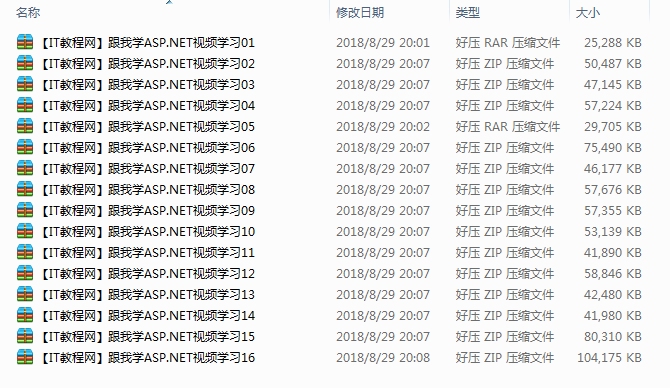 名称 修改日期 类型 大小
【IT教程网】跟我学ASP.NET视频学习01 2018/8/29 20:01 好压 RAR 压缩文件 25,288 KB
【IT教程网】跟我学ASP.NET视频学习02 2018/8/29 20:07 好压 ZIP 压缩文件 50,487 KB
【IT教程网】跟我学ASP.NET视频学习03 2018/8/29 20:07 好压 ZIP 压缩文件 47,145 KB
【IT教程网】跟我学ASP.NET视频学习04 2018/8/29 20:07 好压 ZIP 压缩文件 57,224 KB
【IT教程网】跟我学ASP.NET视频学习05 2018/8/29 20:02 好压 RAR 压缩文件 29,705 KB
【IT教程网】跟我学ASP.NET视频学习06 2018/8/29 20:07 好压 ZIP 压缩文件 75,490 KB
【IT教程网】跟我学ASP.NET视频学习07 2018/8/29 20:07 好压 ZIP 压缩文件 46,177 KB
【IT教程网】跟我学ASP.NET视频学习08 2018/8/29 20:07 好压 ZIP 压缩文件 57,676 KB
【IT教程网】跟我学ASP.NET视频学习09 2018/8/29 20:07 好压 ZIP 压缩文件 57,355 KB
【IT教程网】跟我学ASP.NET视频学习10 2018/8/29 20:07 好压 ZIP 压缩文件 53,139 KB
【IT教程网】跟我学ASP.NET视频学习11 2018/8/29 20:07 好压 ZIP 压缩文件 41,890 KB
【IT教程网】跟我学ASP.NET视频学习12 2018/8/29 20:07 好压 ZIP 压缩文件 58,846 KB
【IT教程网】跟我学ASP.NET视频学习13 2018/8/29 20:07 好压 ZIP 压缩文件 42,480 KB
【IT教程网】跟我学ASP.NET视频学习14 2018/8/29 20:07 好压 ZIP 压缩文件 41,980 KB
【IT教程网】跟我学ASP.NET视频学习15 2018/8/29 20:07 好压 ZIP 压缩文件 80,310 KB
【IT教程网】跟我学ASP.NET视频学习16 2018/8/29 20:08 好压 ZIP 压缩文件 104,175 KB